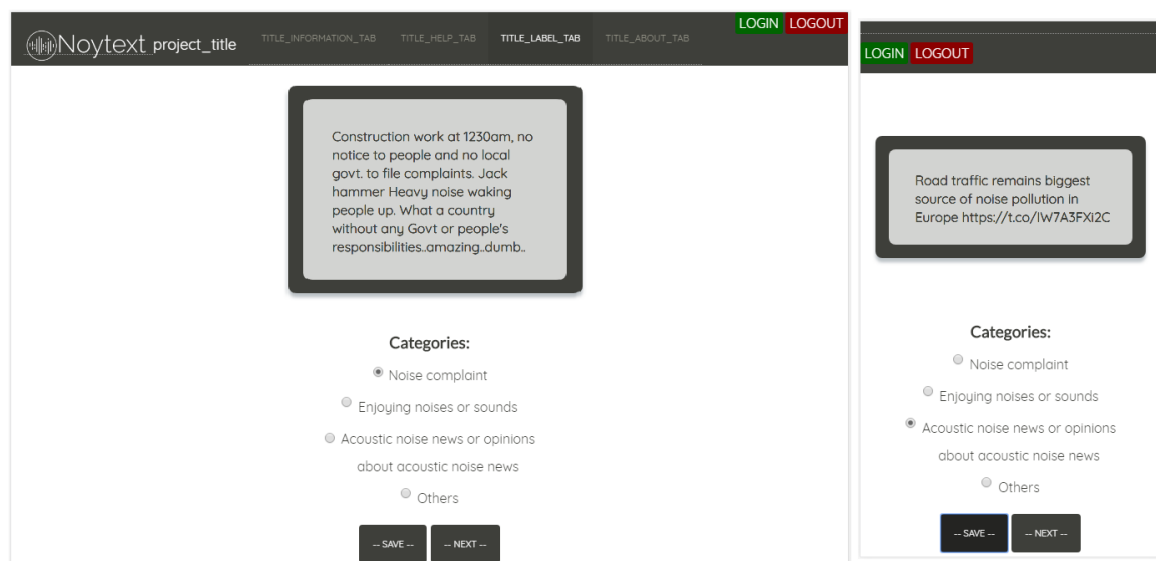 Noytext project_title TITLE_INFORMATION_TAB TITLE_HELP_TAB TITLE_LABEL_TAB TITLE_ABOUT_TAB LOGIN LOGOUT
Construction work at 1230am, no
notice to people and no local
govt. to file complaints. Jack
hammer Heavy noise waking
people up. What a country
without any Govt or people's
responsibilities..amazing..dumb..
Categories:
Noise complaint
Enjoying noises or sounds
Acoustic noise news or opinions
about acoustic noise news
Others
-- SAVE -- -- NEXT --
LOGIN LOGOUT
Road traffic remains biggest
source of noise pollution in
Europe https://t.co/IW7A3FXI2C
Categories:
Noise complaint
Enjoying noises or sounds
Acoustic noise news or opinions
about acoustic noise news
Others
-- SAVE -- -- NEXT --